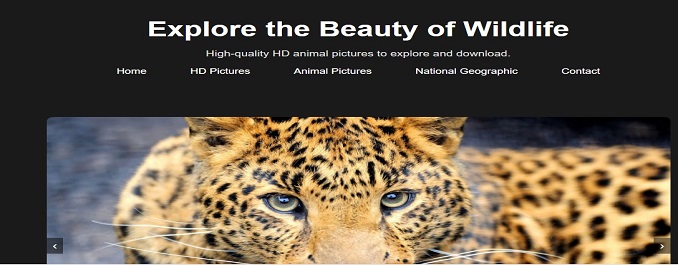 Explore the Beauty of Wildlife
High-quality HD animal pictures to explore and download.
Home HD Pictures Animal Pictures National Geographic Contact
‹ ›